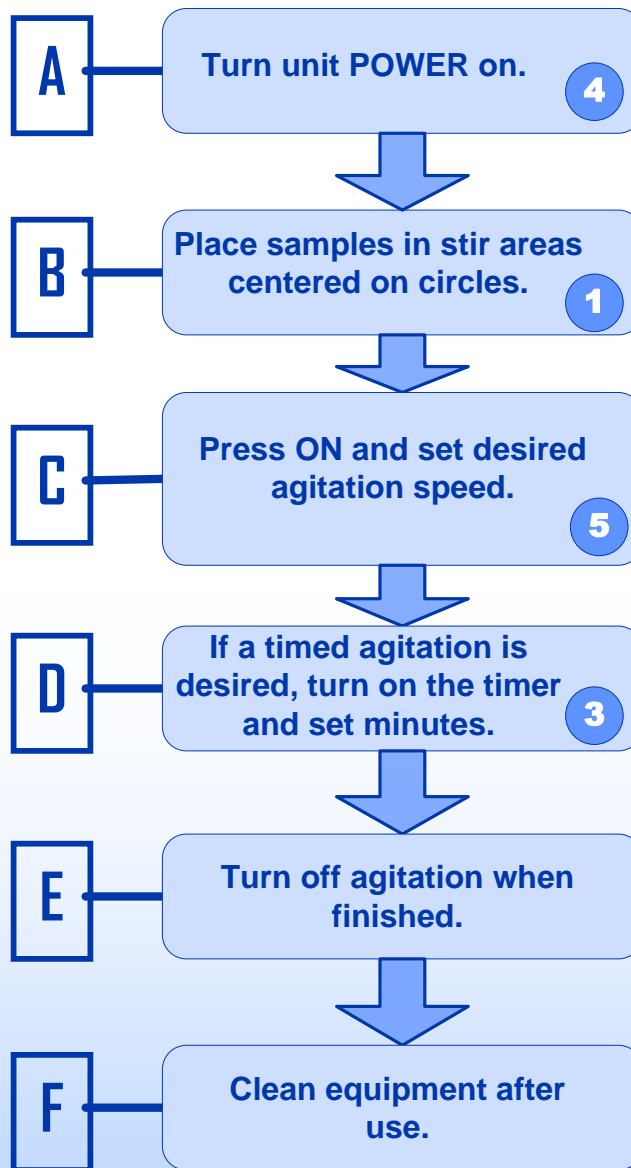 A
Turn unit POWER on.
4
B
Place samples in stir areas
centered on circles.
1
C
Press ON and set desired
agitation speed.
5
D
If a timed agitation is
desired, turn on the timer
and set minutes.
3
E
Turn off agitation when
finished.
F
Clean equipment after
use.